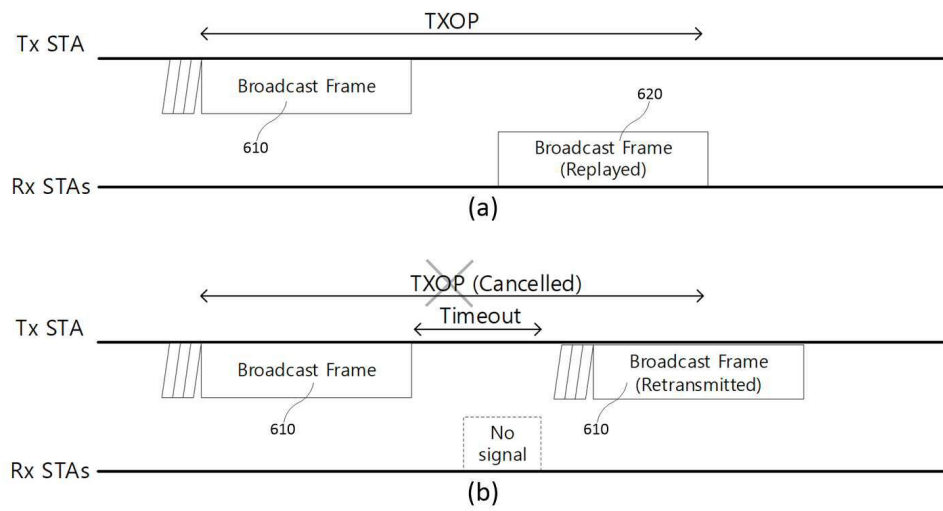 TXOP
Tx STA
Broadcast Frame
610
620
Broadcast Frame
(Replayed)
Rx STAs
(a)
TXOP (Cancelled)
Timeout
Tx STA
Broadcast Frame
610
Broadcast Frame
(Retransmitted)
610
No
signal
Rx STAs
(b)